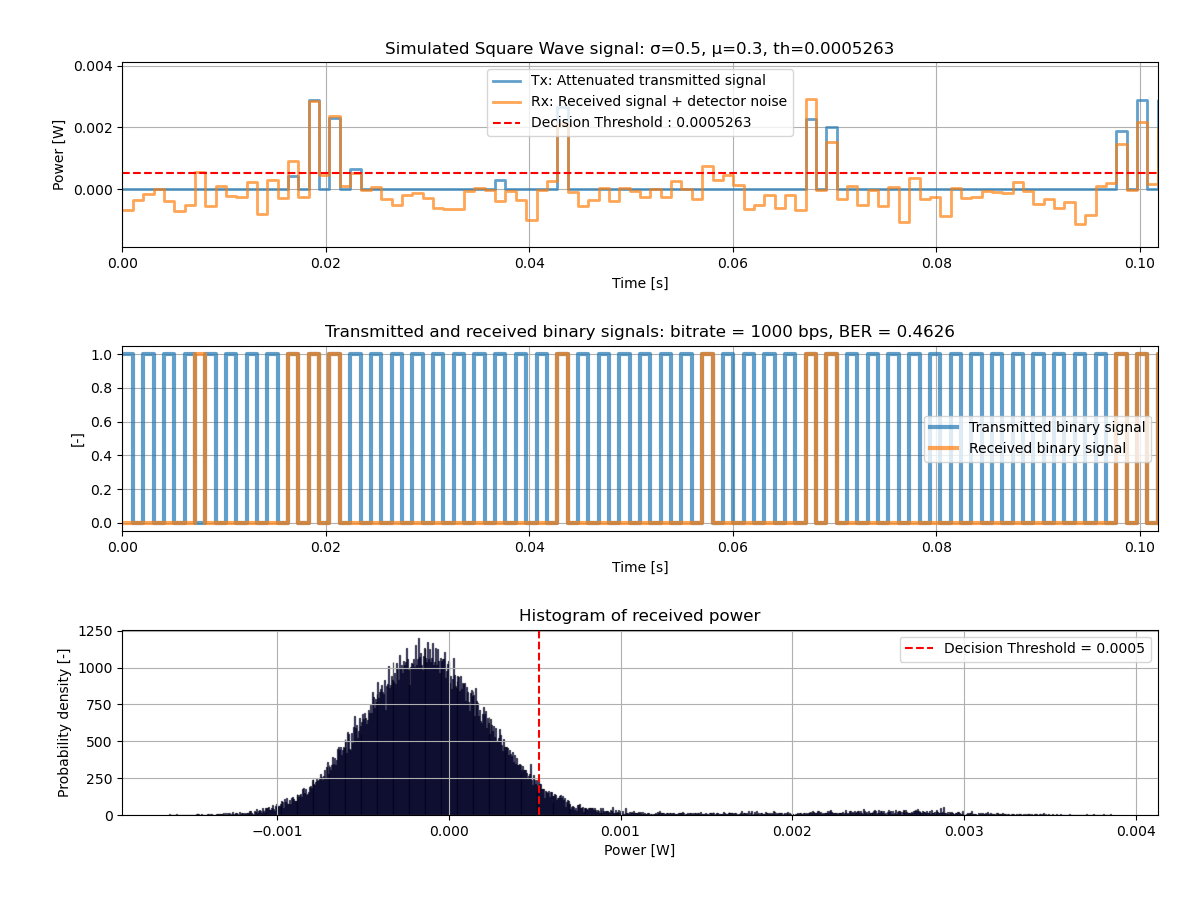 Simulated Square Wave signal: σ=0.5, μ=0.3, th=0.0005263
Power [W]
0.004
0.002
0.000
Tx: Attenuated transmitted signal
Rx: Received signal + detector noise
Decision Threshold : 0.0005263
0.00 0.02 0.04 0.06 0.08 0.10
Time [s]
Transmitted and received binary signals: bitrate = 1000 bps, BER = 0.4626
[-]
1.0
0.8
0.6
0.4
0.2
0.0
Transmitted binary signal
Received binary signal
0.00 0.02 0.04 0.06 0.08 0.10
Time [s]
Histogram of received power
Probability density [-]
1250
1000
750
500
250
0
Decision Threshold = 0.0005
−0.001 0.000 0.001 0.002 0.003 0.004
Power [W]